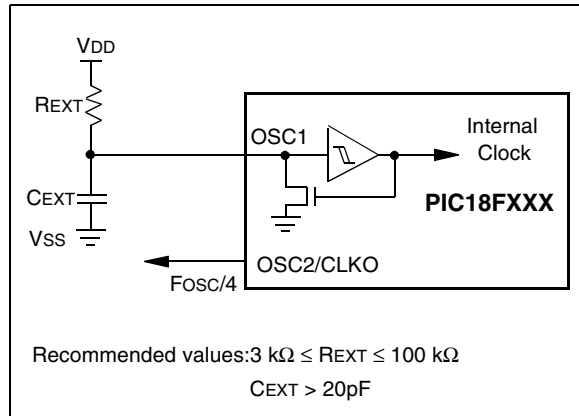 VDD
REXT
OSC1
Internal
Clock
CEXT
PIC18FXXX
VSS
OSC2/CLKO
FOSC/4
Recommended values:3 kΩ ≤ REXT ≤ 100 kΩ
CEXT > 20pF